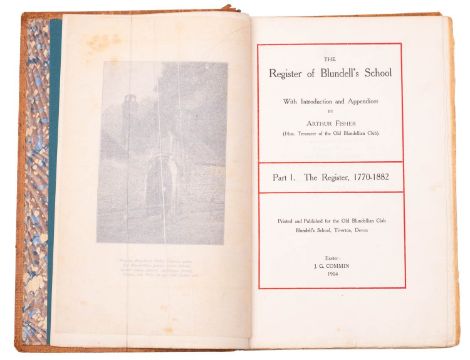 THE
Register of Blundell's School
With Introduction and Appendices
BY
ARTHUR FISHER
(Hon. Treasurer of the Old Blundellian Club).
Part I. The Register, 1770-1882
Printed and Published for the Old Blundellian Club
Blundell's School, Tiverton, Devon
Exeter:
J. G. COMMIN
1904